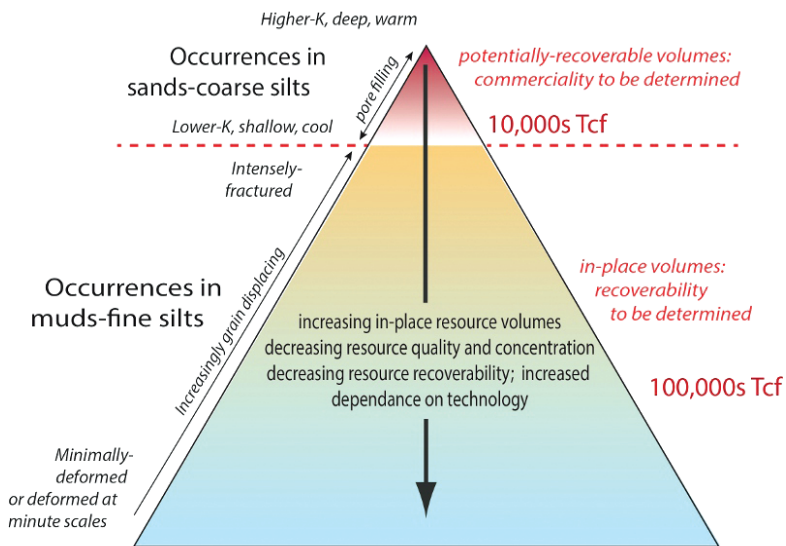 Higher-K, deep, warm
Occurrences in
sands-coarse silts
pore filling
potentially-recoverable volumes:
commerciality to be determined
Lower-K, shallow, cool
10,000s Tcf
Intensely-
fractured
Increasingly grain displacing
Occurrences in
muds-fine silts
in-place volumes:
recoverability
to be determined
increasing in-place resource volumes
decreasing resource quality and concentration
decreasing resource recoverability; increased
dependance on technology
100,000s Tcf
Minimally-
deformed
or deformed at
minute scales